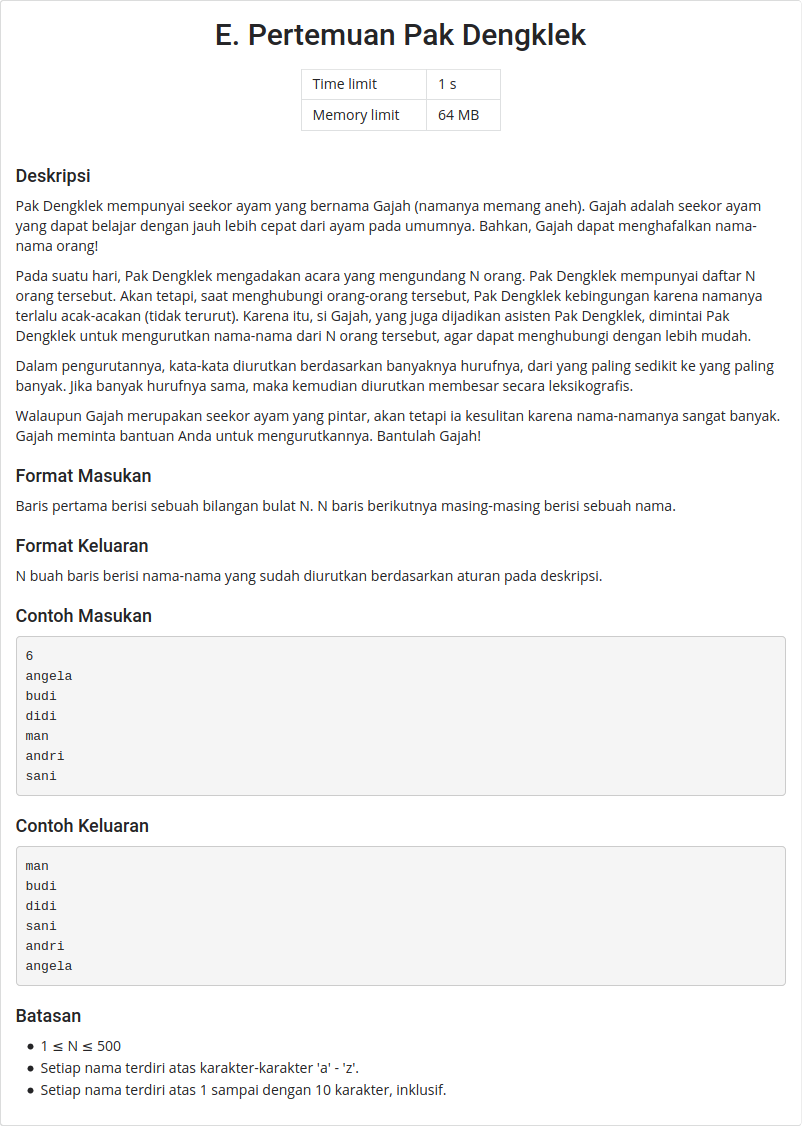 E. Pertemuan Pak Dengklek
Time limit 1 s
Memory limit 64 MB
Deskripsi
Pak Dengklek mempunyai seekor ayam yang bernama Gajah (namanya memang aneh). Gajah adalah seekor ayam
yang dapat belajar dengan jauh lebih cepat dari ayam pada umumnya. Bahkan, Gajah dapat menghafalkan nama-
nama orang!
Pada suatu hari, Pak Dengklek mengadakan acara yang mengundang N orang. Pak Dengklek mempunyai daftar N
orang tersebut. Akan tetapi, saat menghubungi orang-orang tersebut, Pak Dengklek kebingungan karena namanya
terlalu acak-acakan (tidak terurut). Karena itu, si Gajah, yang juga dijadikan asisten Pak Dengklek, dimintai Pak
Dengklek untuk mengurutkan nama-nama dari N orang tersebut, agar dapat menghubungi dengan lebih mudah.
Dalam pengurutannya, kata-kata diurutkan berdasarkan banyaknya hurufnya, dari yang paling sedikit ke yang paling
banyak. Jika banyak hurufnya sama, maka kemudian diurutkan membesar secara leksikografis.
Walaupun Gajah merupakan seekor ayam yang pintar, akan tetapi ia kesulitan karena nama-namanya sangat banyak.
Gajah meminta bantuan Anda untuk mengurutkannya. Bantulah Gajah!
Format Masukan
Baris pertama berisi sebuah bilangan bulat N. N baris berikutnya masing-masing berisi sebuah nama.
Format Keluaran
N buah baris berisi nama-nama yang sudah diurutkan berdasarkan aturan pada deskripsi.
Contoh Masukan
6
angela
budi
didi
man
andri
sani
Contoh Keluaran
man
budi
didi
sani
andri
angela
Batasan
• 1 ≤ N ≤ 500
• Setiap nama terdiri atas karakter-karakter 'a' - 'z'.
• Setiap nama terdiri atas 1 sampai dengan 10 karakter, inklusif.